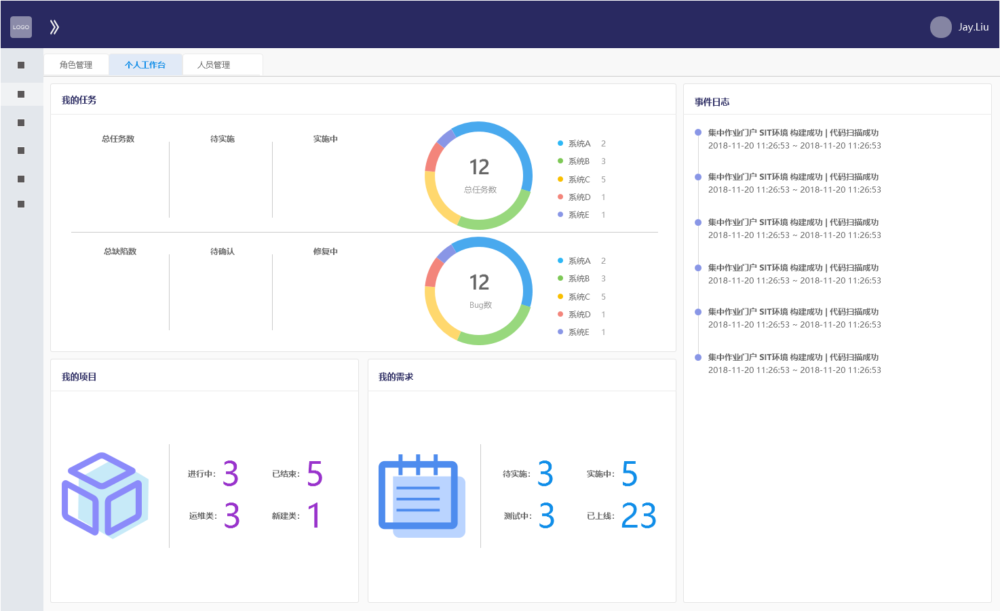 LOGO
Jay.Liu
角色管理
个人工作台
人员管理
我的任务
总任务数
待实施
实施中
12
总任务数
系统A 2
系统B 3
系统C 5
系统D 1
系统E 1
总缺陷数
待确认
修复中
12
Bug数
系统A 2
系统B 3
系统C 5
系统D 1
系统E 1
我的项目
进行中： 3
已结束： 5
运维类： 3
新建类： 1
我的需求
待实施： 3
实施中： 5
测试中： 3
已上线： 23
事件日志
集中作业门户 SIT环境 构建成功 | 代码扫描成功
2018-11-20 11:26:53 ~ 2018-11-20 11:26:53
集中作业门户 SIT环境 构建成功 | 代码扫描成功
2018-11-20 11:26:53 ~ 2018-11-20 11:26:53
集中作业门户 SIT环境 构建成功 | 代码扫描成功
2018-11-20 11:26:53 ~ 2018-11-20 11:26:53
集中作业门户 SIT环境 构建成功 | 代码扫描成功
2018-11-20 11:26:53 ~ 2018-11-20 11:26:53
集中作业门户 SIT环境 构建成功 | 代码扫描成功
2018-11-20 11:26:53 ~ 2018-11-20 11:26:53
集中作业门户 SIT环境 构建成功 | 代码扫描成功
2018-11-20 11:26:53 ~ 2018-11-20 11:26:53